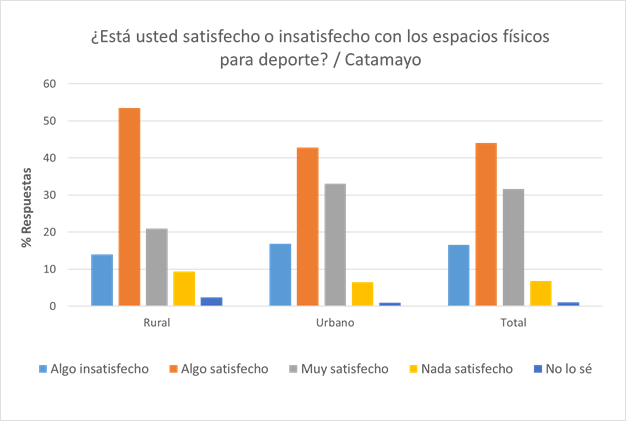 ¿Está usted satisfecho o insatisfecho con los espacios físicos
para deporte? / Catamayo
60
50
40
30
20
10
0
% Respuestas
Rural Urbano Total
Algo insatisfecho Algo satisfecho Muy satisfecho Nada satisfecho No lo sé